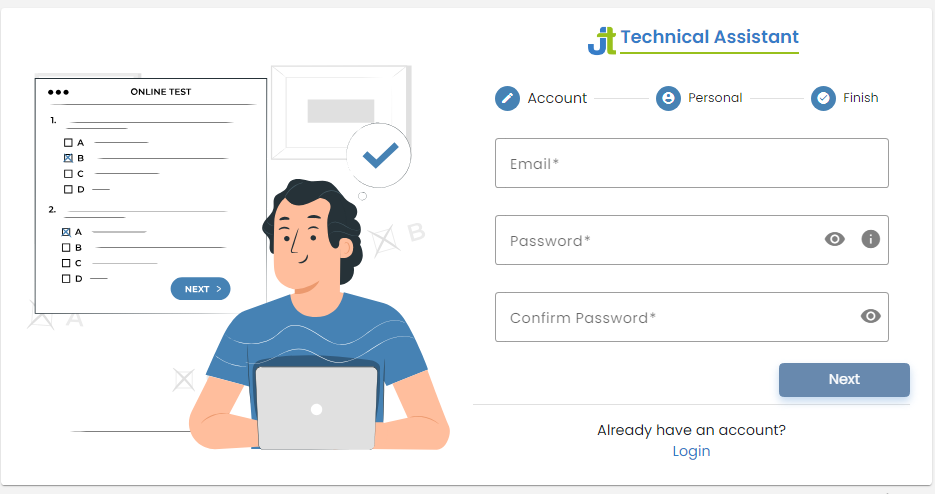 ONLINE TEST
1.
A
B
C
D
2.
A
B
C
D
NEXT >
A
B
jt Technical Assistant
Account Personal Finish
Email*
Password*
Confirm Password*
Next
Already have an account?
Login